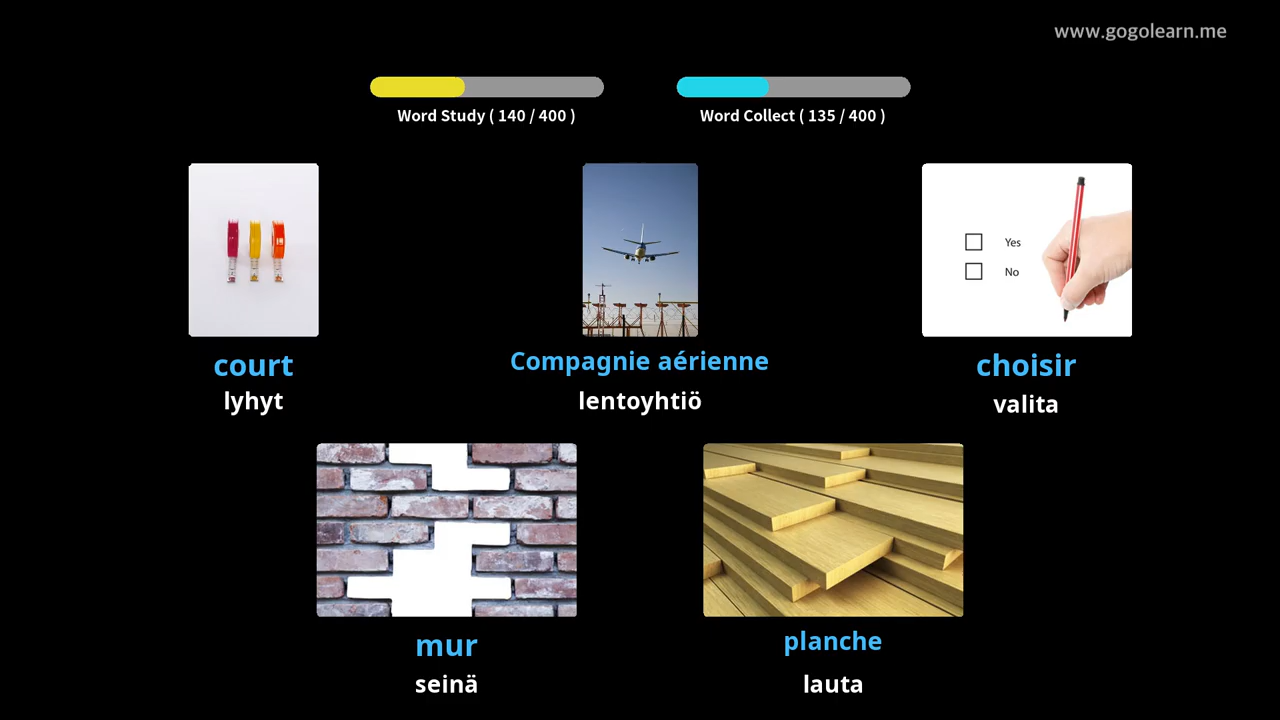 www.gogolearn.me
Word Study ( 140 / 400 )
Word Collect ( 135 / 400 )
Yes
No
court
lyhyt
Compagnie aérienne
lentoyhtiö
choisir
valita
mur
seinä
planche
lauta